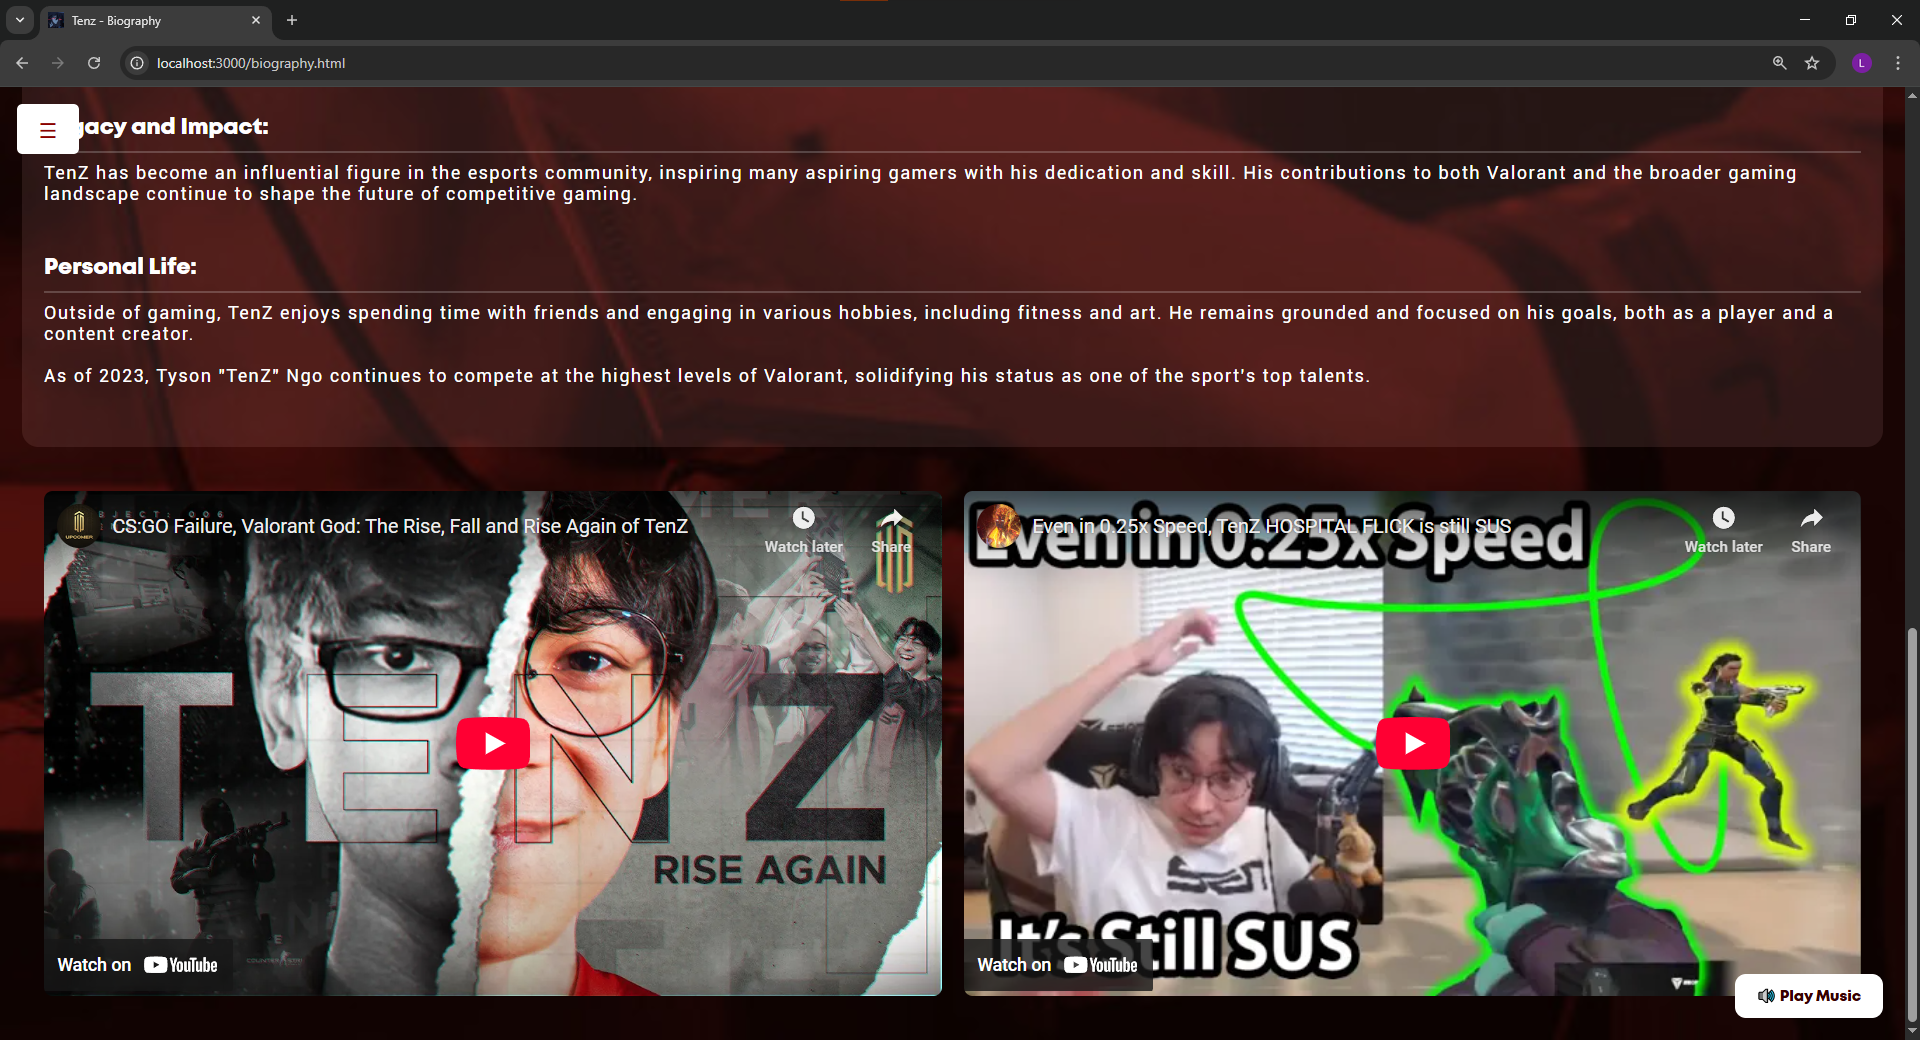 Tenz - Biography
localhost:3000/biography.html
L
gacy and Impact:
TenZ has become an influential figure in the esports community, inspiring many aspiring gamers with his dedication and skill. His contributions to both Valorant and the broader gaming
landscape continue to shape the future of competitive gaming.
Personal Life:
Outside of gaming, TenZ enjoys spending time with friends and engaging in various hobbies, including fitness and art. He remains grounded and focused on his goals, both as a player and a
content creator.
As of 2023, Tyson "TenZ" Ngo continues to compete at the highest levels of Valorant, solidifying his status as one of the sport's top talents.
UPCOMER
CS:GO Failure, Valorant God: The Rise, Fall and Rise Again of TenZ
Watch later
Share
TENZ
RISE AGAIN
Watch on YouTube
Even in 0.25x Speed, TenZ HOSPITAL FLICK is still SUS
Watch later
Share
Even in 0.25x Speed
It's Still SUS
Watch on YouTube
Play Music